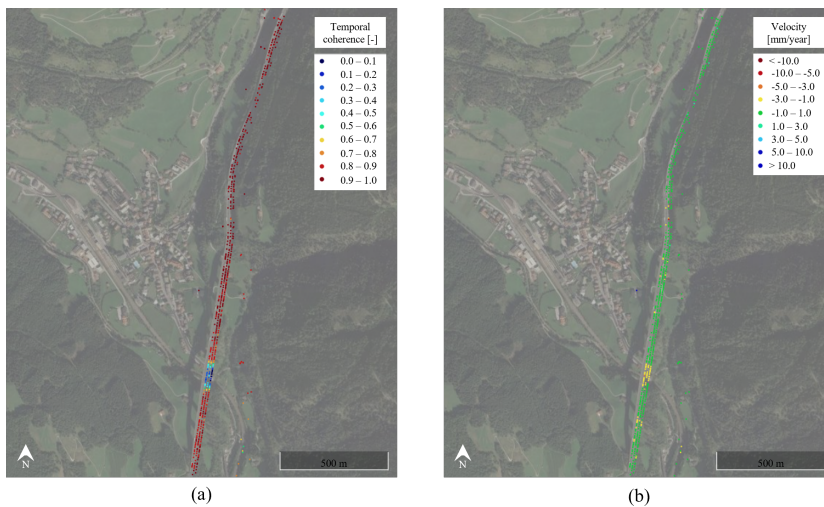 Temporal
coherence [-]
0.0 – 0.1
0.1 – 0.2
0.2 – 0.3
0.3 – 0.4
0.4 – 0.5
0.5 – 0.6
0.6 – 0.7
0.7 – 0.8
0.8 – 0.9
0.9 – 1.0
N
500 m
(a)
Velocity
[mm/year]
< -10.0
-10.0 – -5.0
-5.0 – -3.0
-3.0 – -1.0
-1.0 – 1.0
1.0 – 3.0
3.0 – 5.0
5.0 – 10.0
> 10.0
N
500 m
(b)